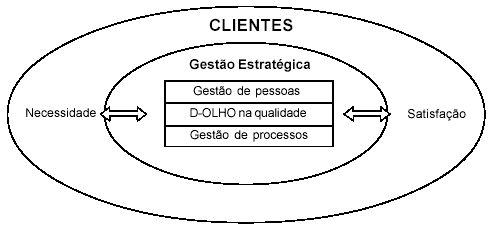 CLIENTES
Gestão Estratégica
Gestão de pessoas
Necessidade
D-OLHO na qualidade
Satisfação
Gestão de processos